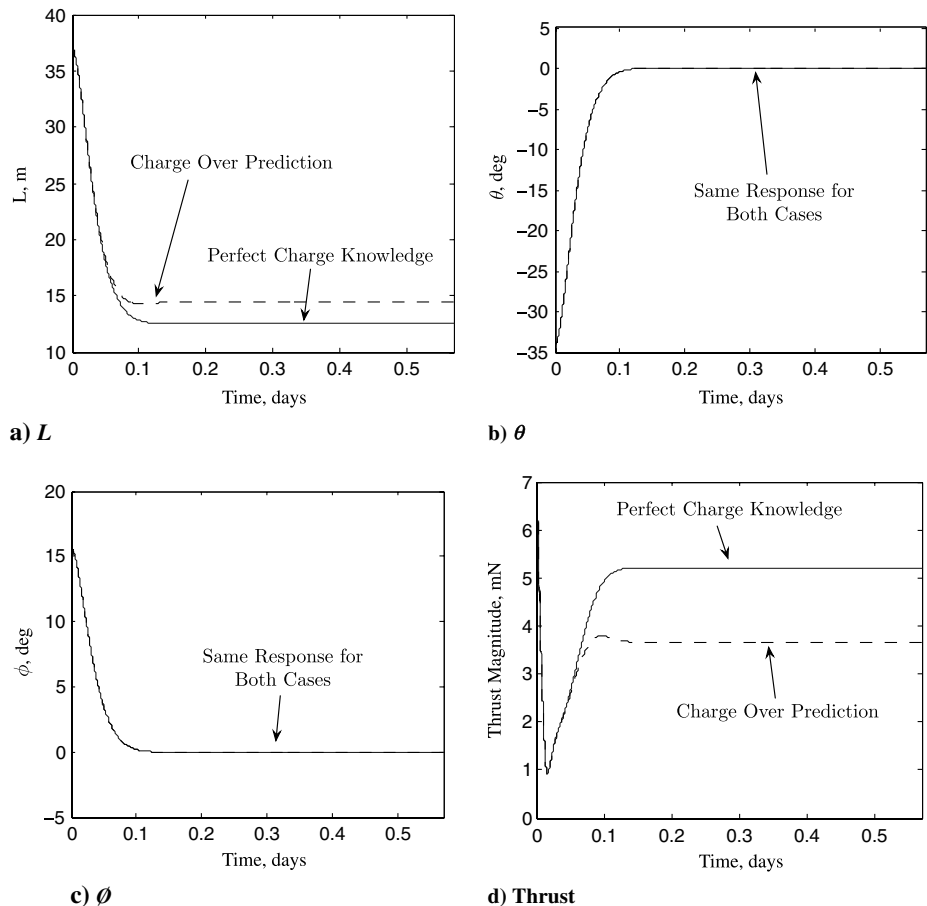 40
35
30
25
20
15
10
L, m
Charge Over Prediction
Perfect Charge Knowledge
0 0.1 0.2 0.3 0.4 0.5
Time, days
a) L
5
0
−5
−10
−15
−20
−25
−30
−35
θ, deg
Same Response for
Both Cases
0 0.1 0.2 0.3 0.4 0.5
Time, days
b) θ
20
15
10
5
0
−5
ϕ, deg
Same Response for
Both Cases
0 0.1 0.2 0.3 0.4 0.5
Time, days
c) Ø
7
6
5
4
3
2
1
0
Thrust Magnitude, mN
Perfect Charge Knowledge
Charge Over Prediction
0 0.1 0.2 0.3 0.4 0.5
Time, days
d) Thrust